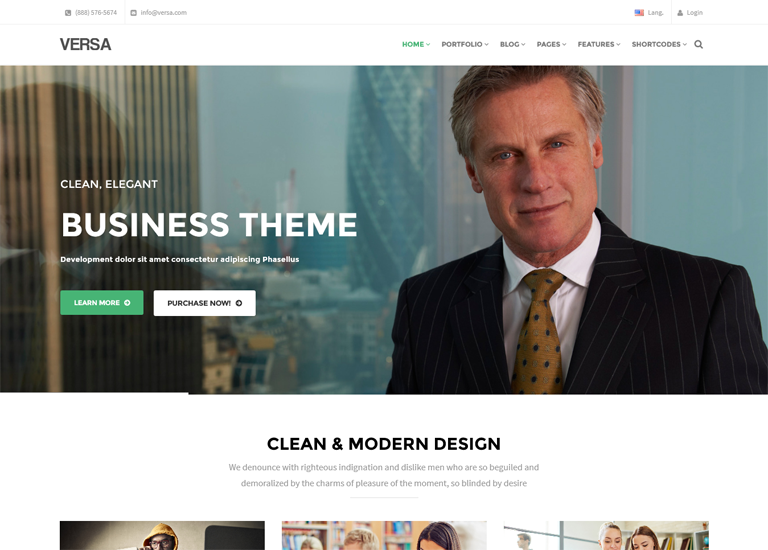 (888) 576-5674 info@versa.com Lang. Login
VERSA HOME PORTFOLIO BLOG PAGES FEATURES SHORTCODES
CLEAN, ELEGANT
BUSINESS THEME
Development dolor sit amet consectetur adipiscing Phasellus
LEARN MORE PURCHASE NOW!
CLEAN & MODERN DESIGN
We denounce with righteous indignation and dislike men who are so beguiled and
demoralized by the charms of pleasure of the moment, so blinded by desire